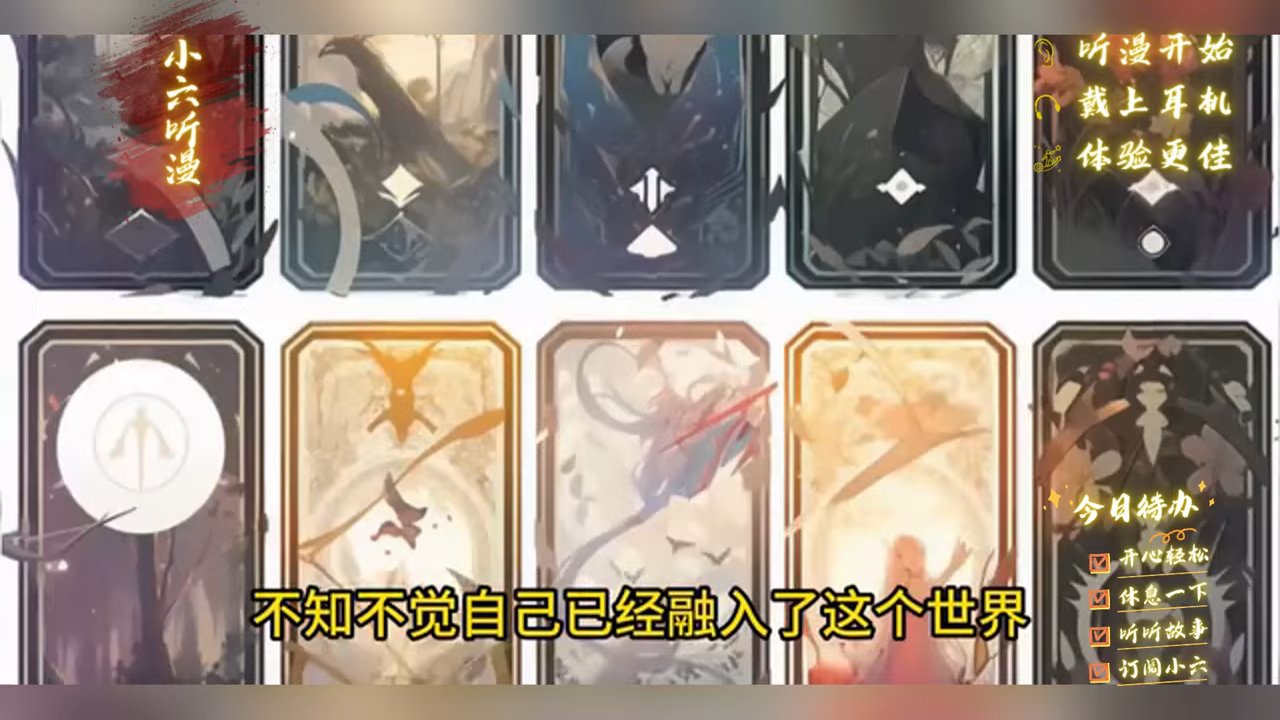 小六听漫
听漫开始
戴上耳机
体验更佳
今日待办
开心轻松
休息一下
听听故事
订阅小六
不知不觉自己已经融入了这个世界